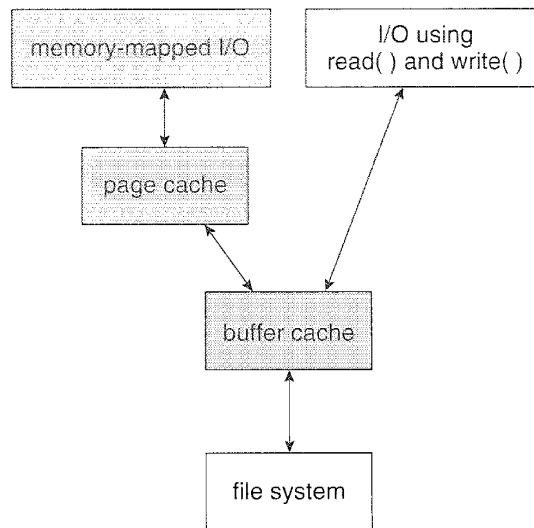 memory-mapped I/O
I/O using
read( ) and write( )
page cache
buffer cache
file system